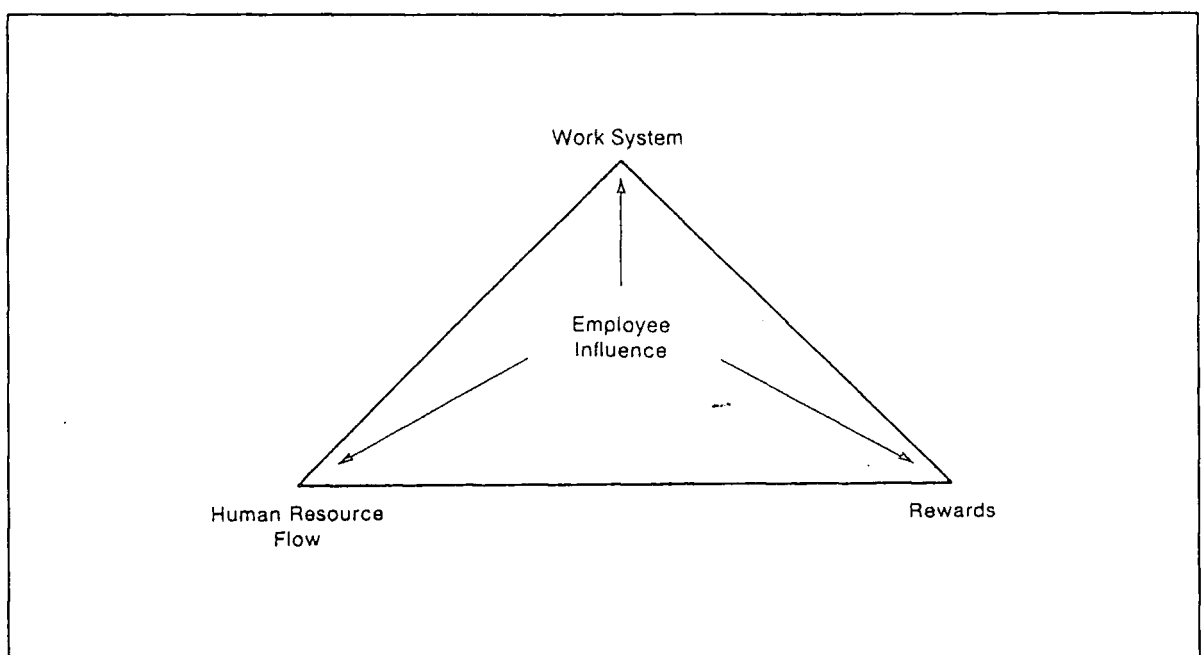 Work System
Employee
Influence
Human Resource
Flow
Rewards